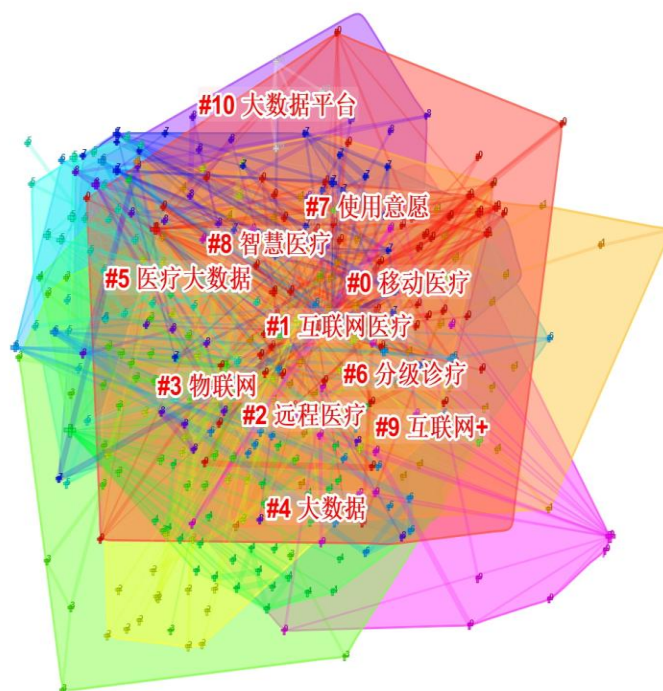 #10 大数据平台
#7 使用意愿
#8 智慧医疗
#5 医疗大数据
#0 移动医疗
#1 互联网医疗
#6 分级诊疗
#3 物联网
#2 远程医疗
#9 互联网+
#4 大数据